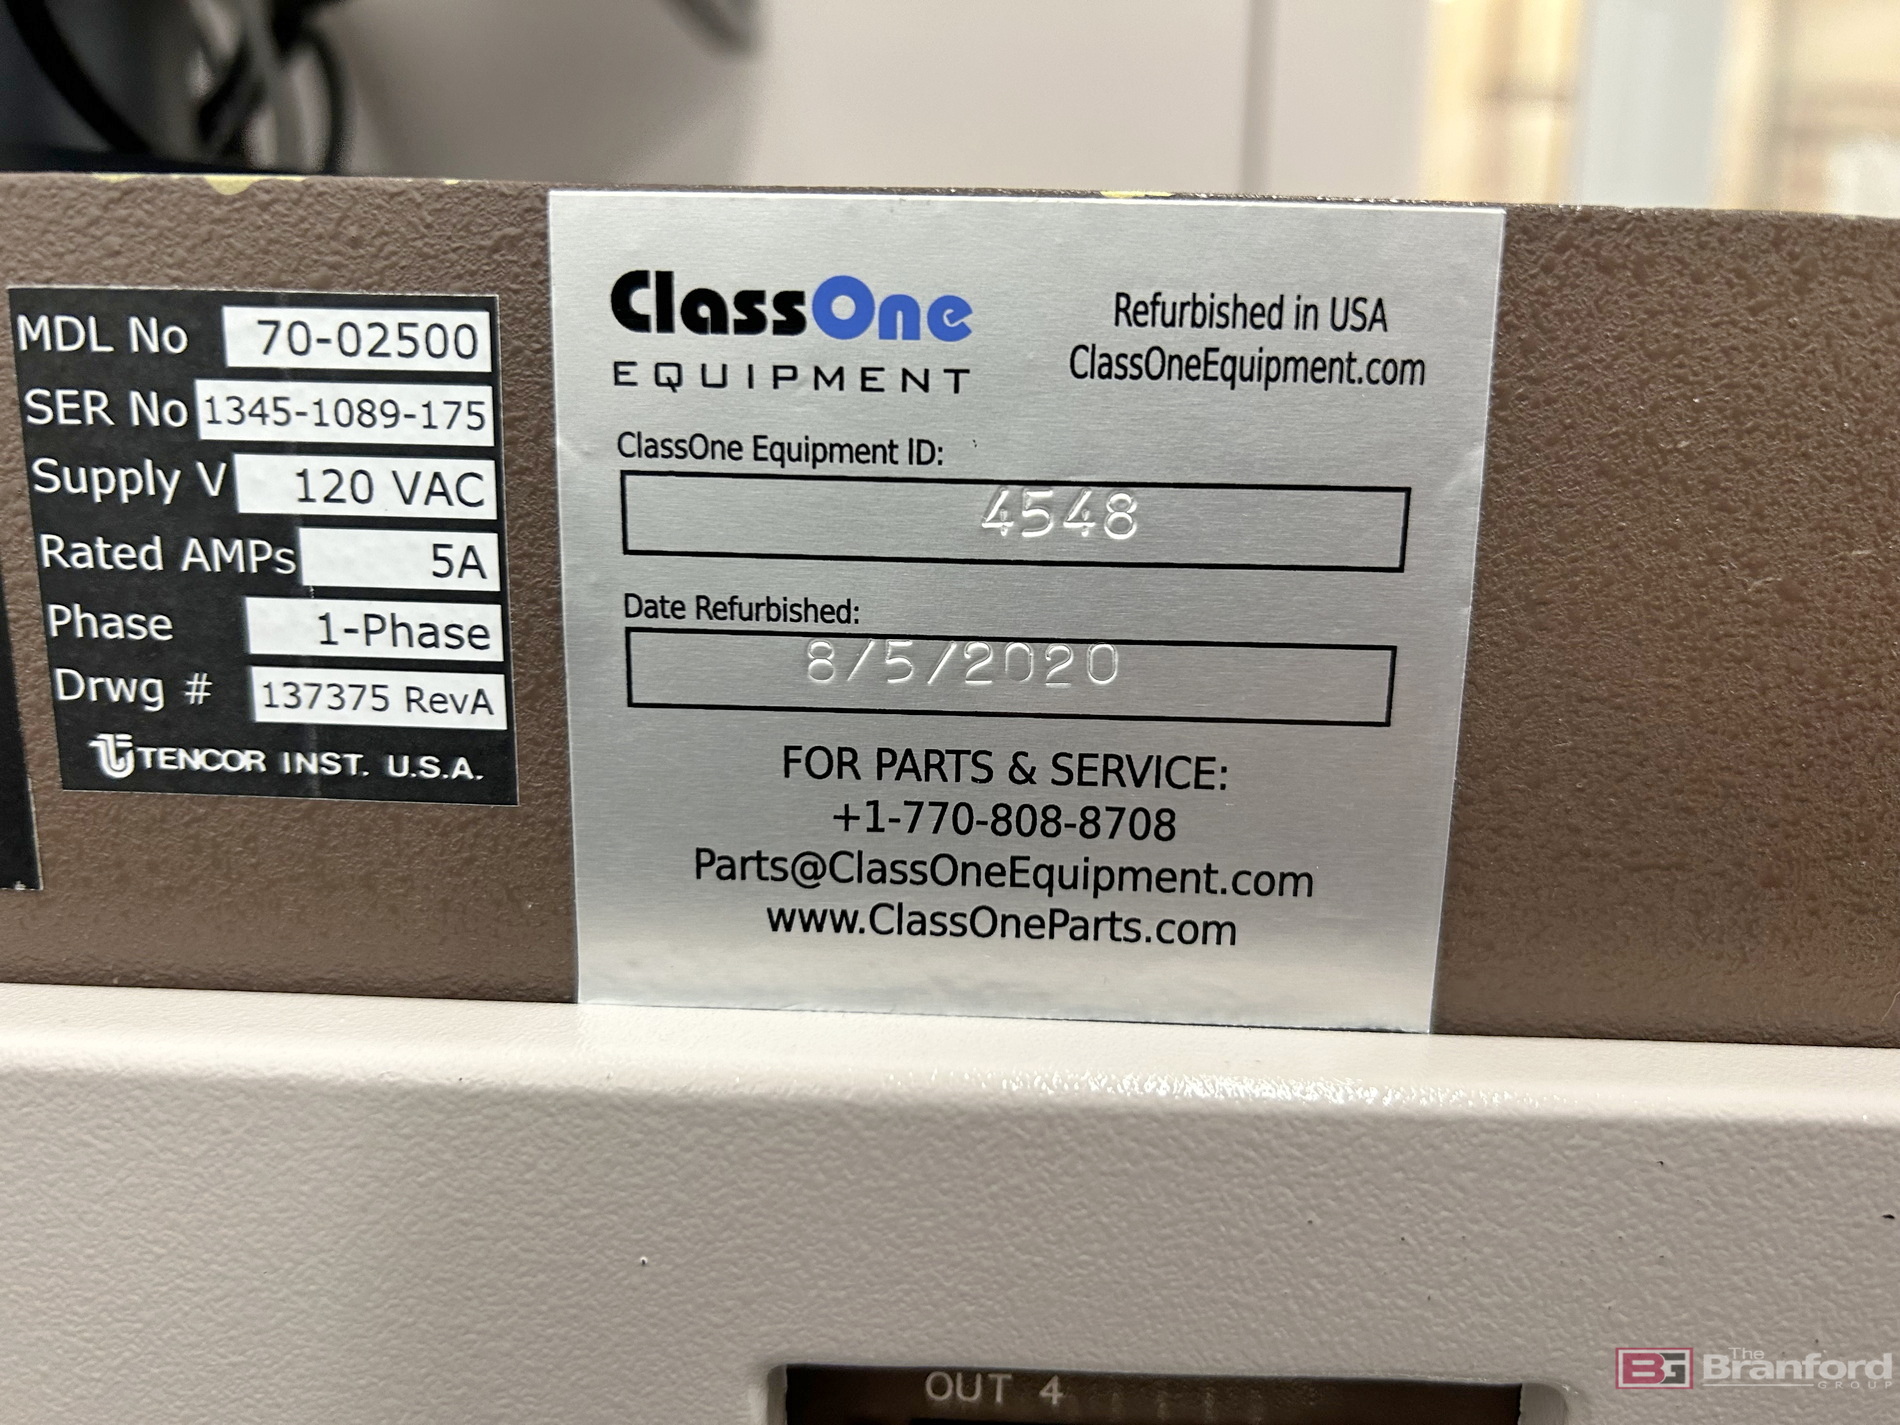 MDL No 70-02500
SER No 1345-1089-175
Supply V 120 VAC
Rated AMPs 5A
Phase 1-Phase
Drwg # 137375 RevA
TENCOR INST. U.S.A.
ClassOne
EQUIPMENT
Refurbished in USA
ClassOneEquipment.com
ClassOne Equipment ID:
4548
Date Refurbished:
8/5/2020
FOR PARTS & SERVICE:
+1-770-808-8708
Parts@ClassOneEquipment.com
www.ClassOneParts.com
OUT 4
BG The
Branford
GROUP